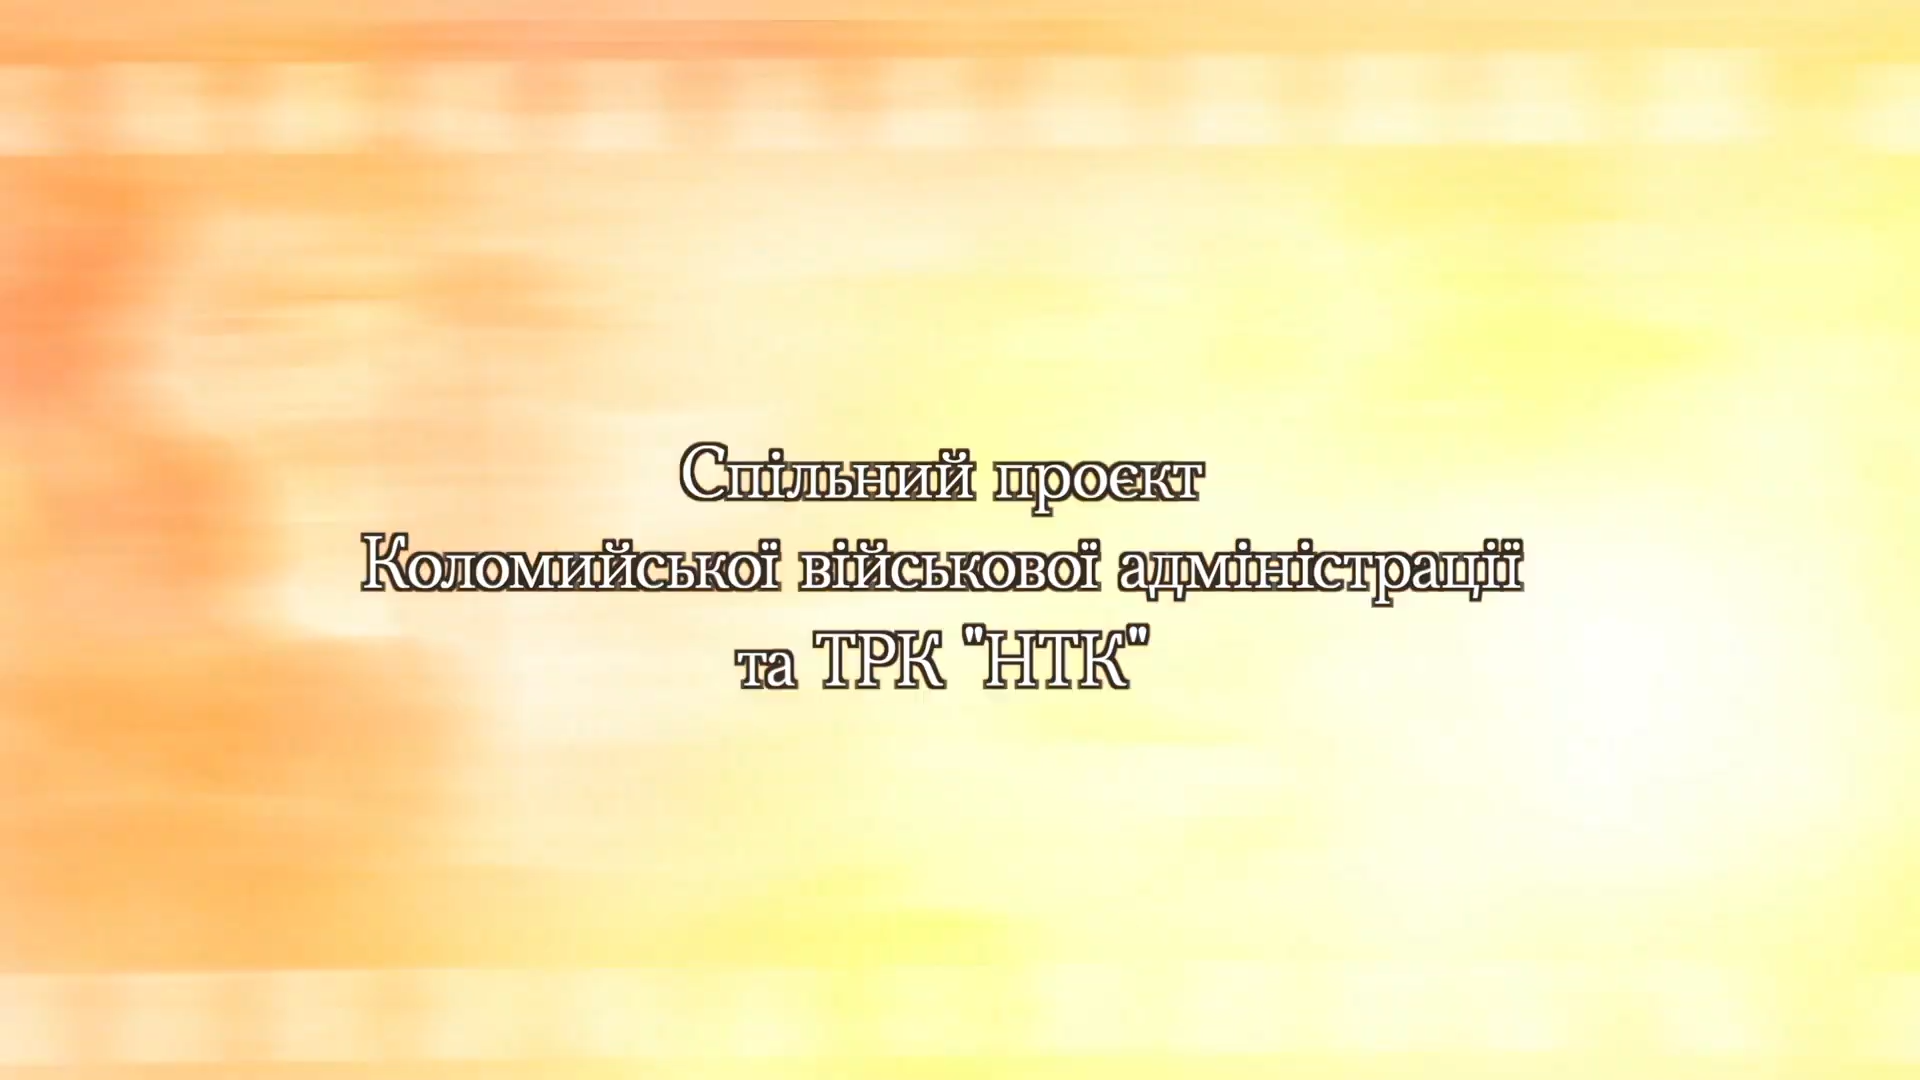 Спільний проєкт
Коломийської військової адміністрації
та ТРК "НТК"